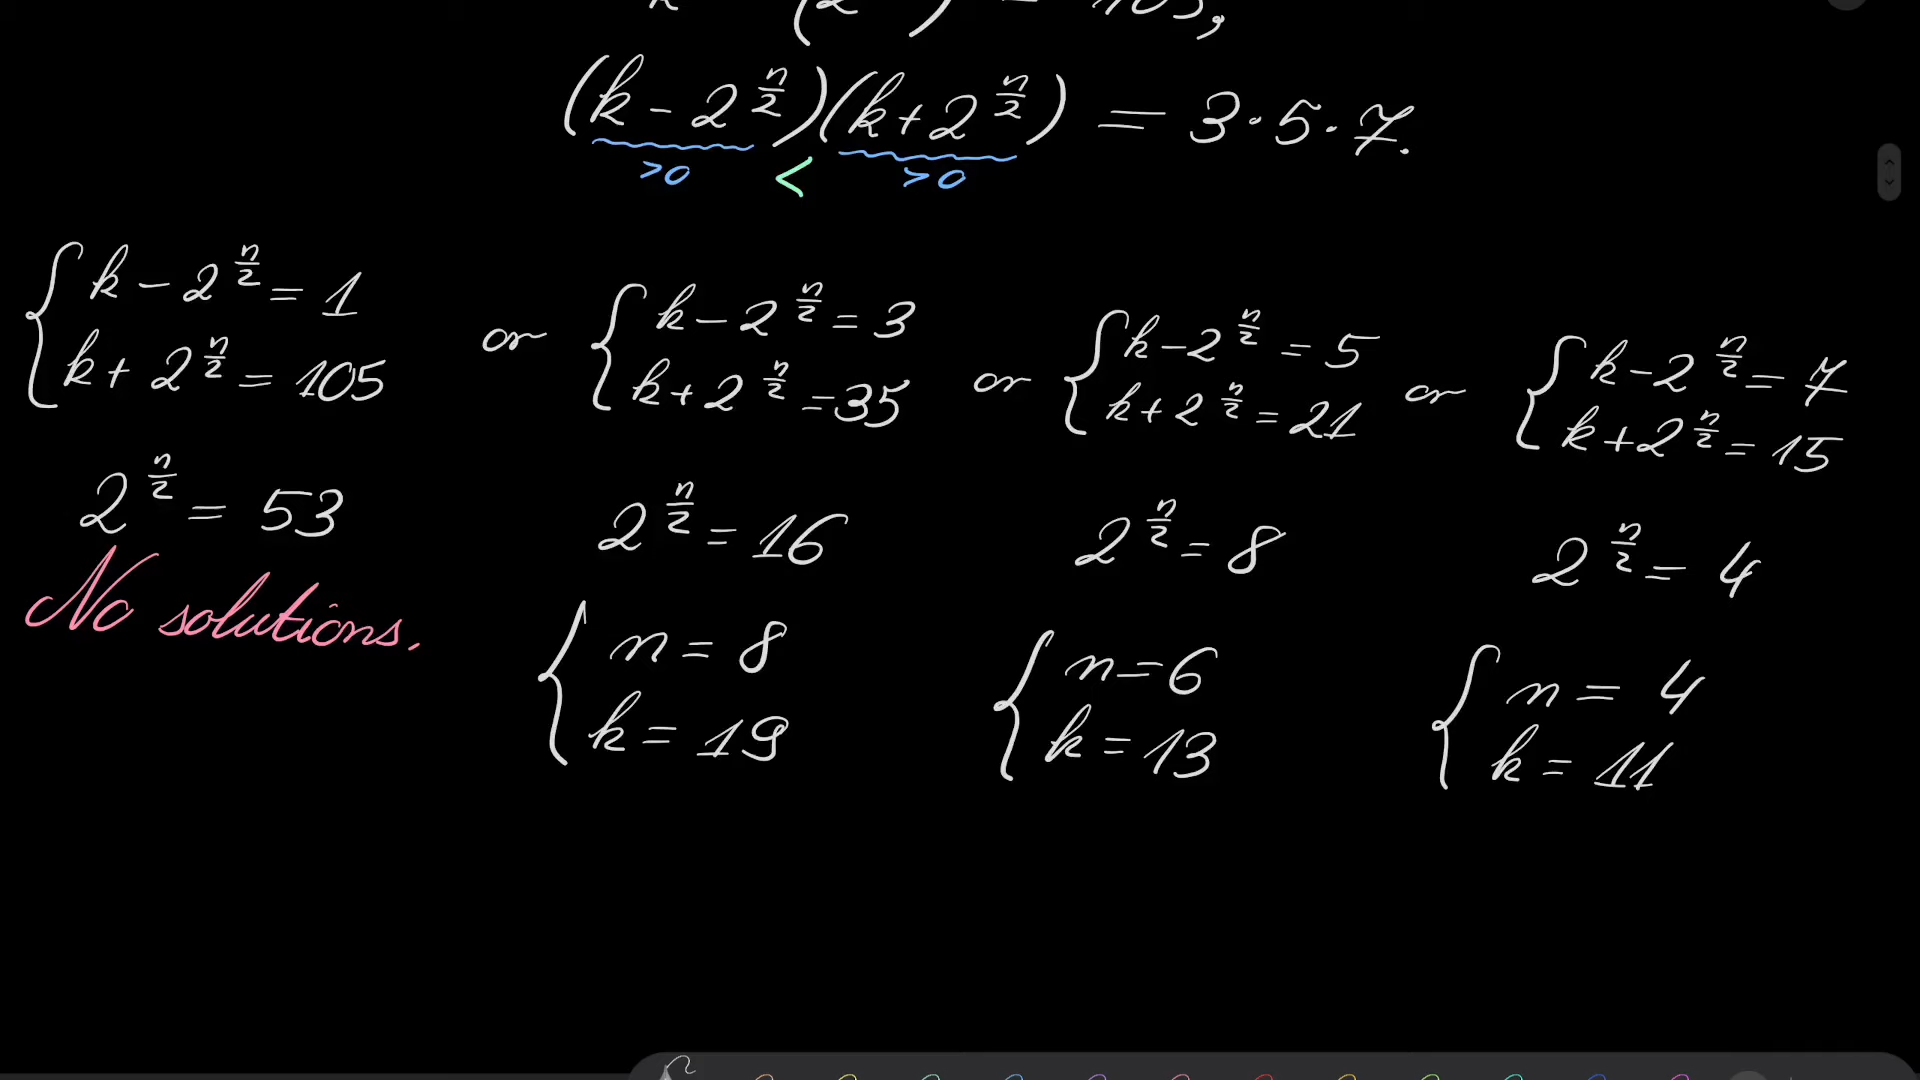 (k - 2^{n/2})(k + 2^{n/2}) = 3·5·7.
>0 < >0
{ k - 2^{n/2} = 1 or { k - 2^{n/2} = 3 or { k - 2^{n/2} = 5 or { k - 2^{n/2} = 7
k + 2^{n/2} = 105 k + 2^{n/2} = 35 k + 2^{n/2} = 21 k + 2^{n/2} = 15
2^{n/2} = 53 2^{n/2} = 16 2^{n/2} = 8 2^{n/2} = 4
No solutions.
{ n = 8 { n = 6 { n = 4
k = 19 k = 13 k = 11